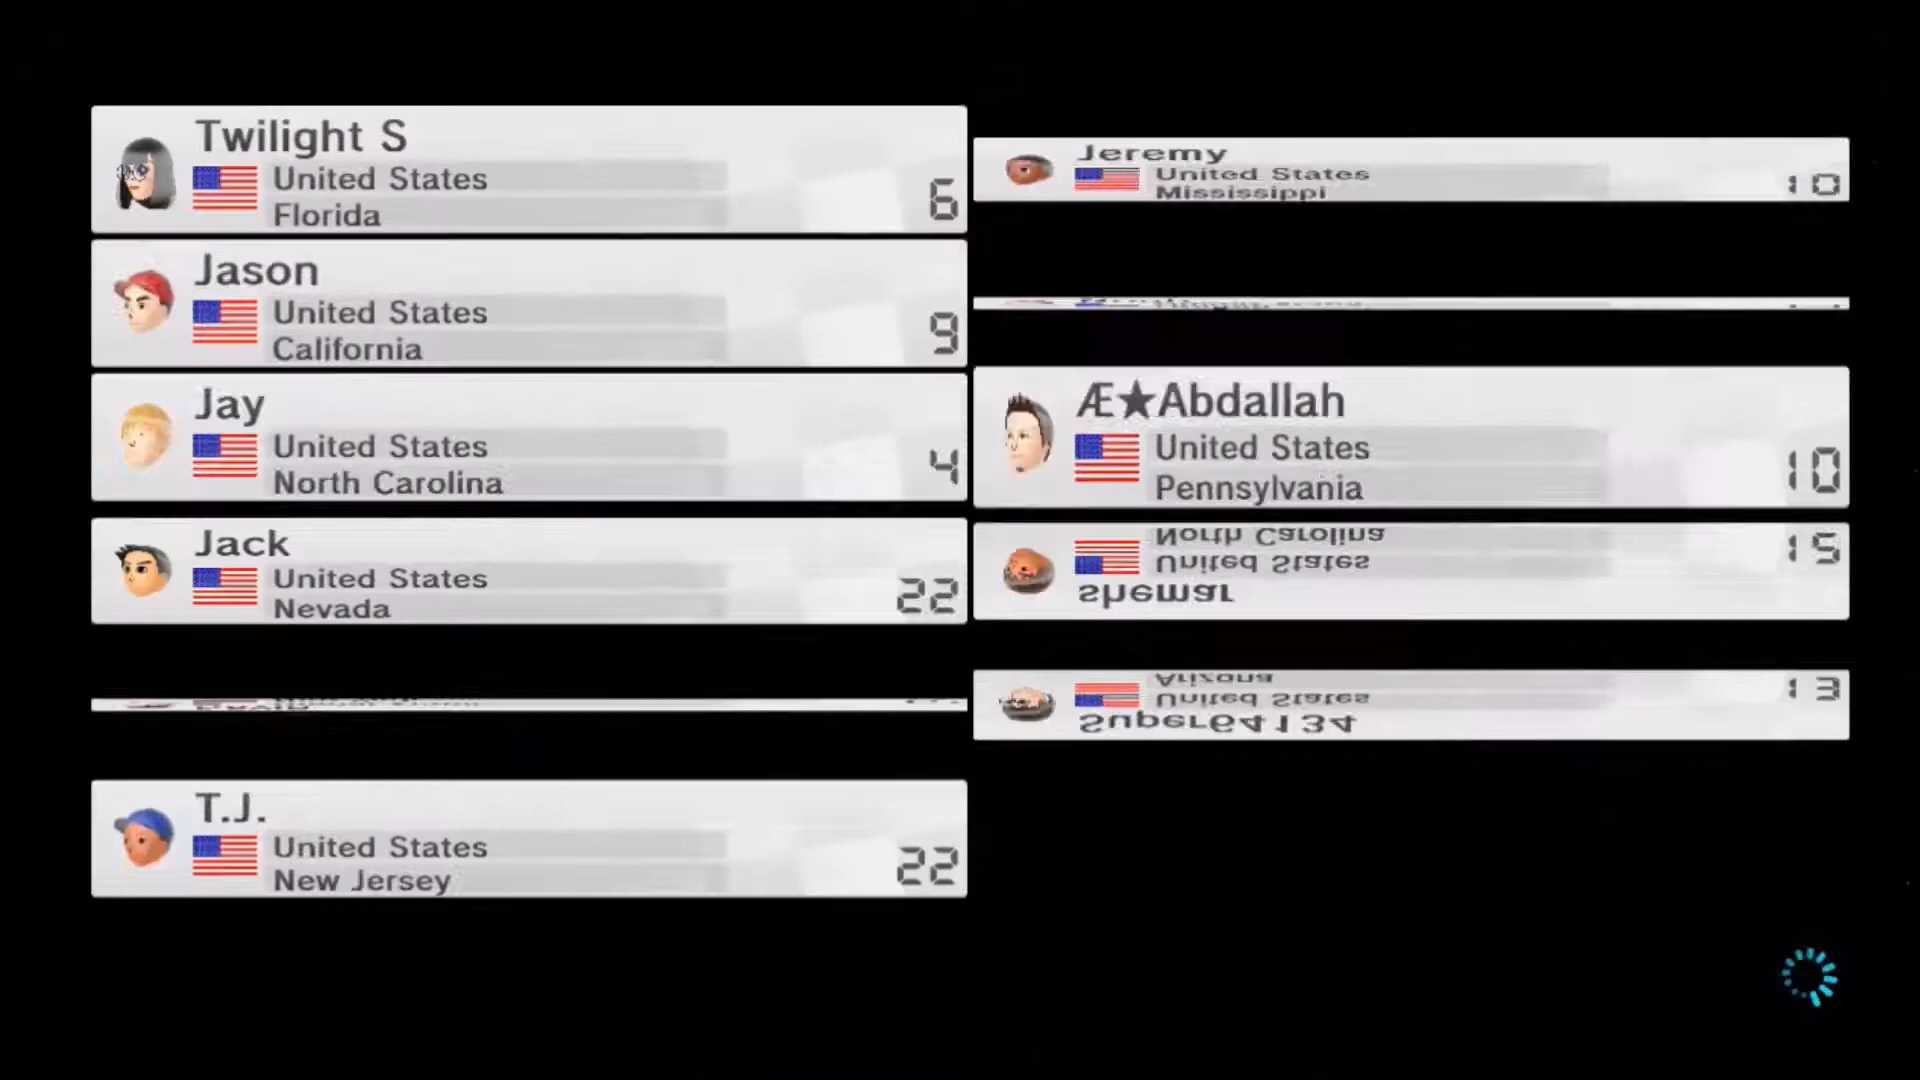 Twilight S
United States
Florida
6
Jason
United States
California
9
Jay
United States
North Carolina
4
Jack
United States
Nevada
22
T.J.
United States
New Jersey
22
Jeremy
United States
Mississippi
10
Æ★Abdallah
United States
Pennsylvania
10
shemar
United States
North Carolina
15
Super64134
United States
Arizona
13